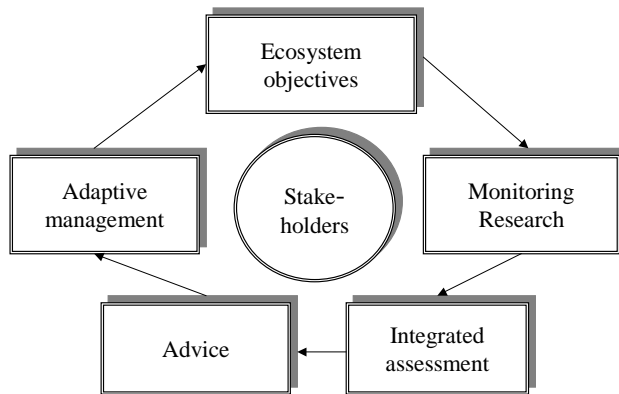 Ecosystem
objectives
Adaptive
management
Stake-
holders
Monitoring
Research
Advice
Integrated
assessment